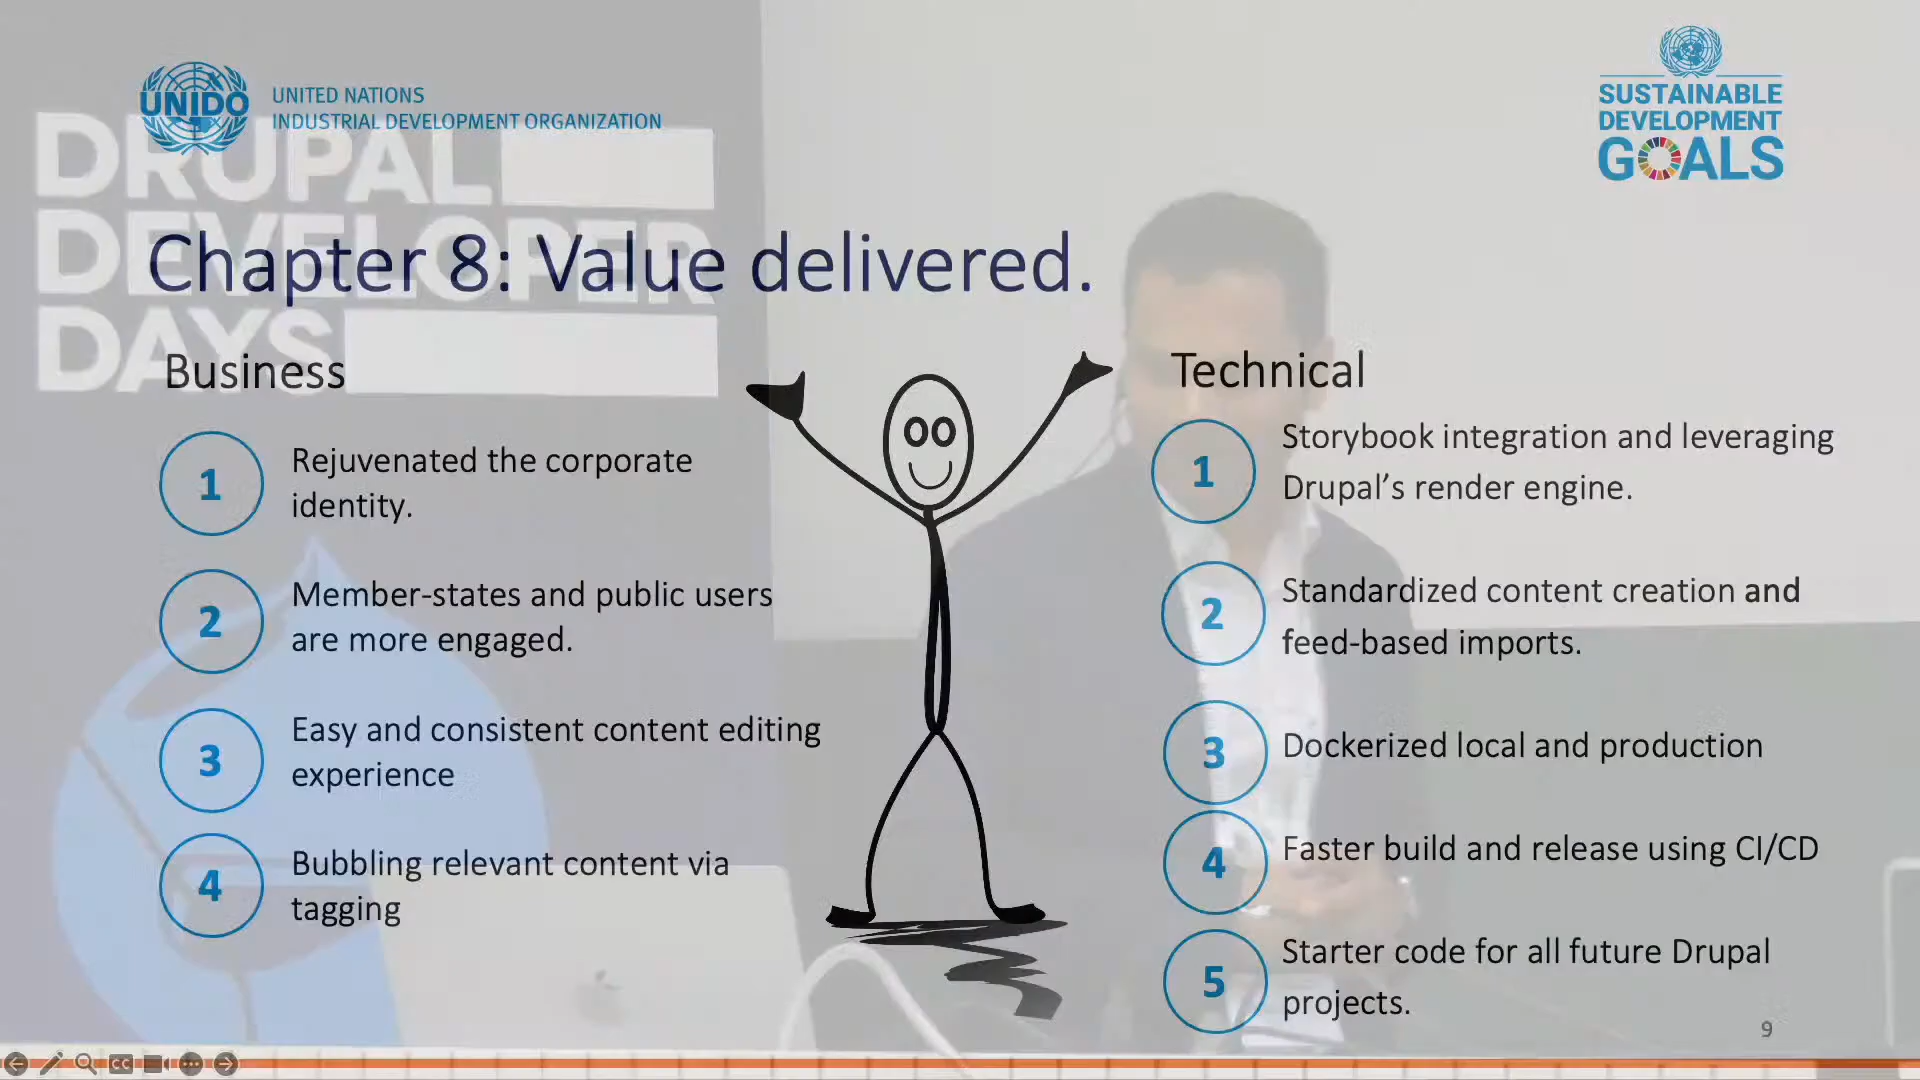 UNIDO
UNITED NATIONS
INDUSTRIAL DEVELOPMENT ORGANIZATION
SUSTAINABLE
DEVELOPMENT
GOALS
DRUPAL
DEVELOPER
DAYS
Chapter 8: Value delivered.
Business
1 Rejuvenated the corporate
identity.
2 Member-states and public users
are more engaged.
3 Easy and consistent content editing
experience
4 Bubbling relevant content via
tagging
Technical
1 Storybook integration and leveraging
Drupal’s render engine.
2 Standardized content creation and
feed-based imports.
3 Dockerized local and production
4 Faster build and release using CI/CD
5 Starter code for all future Drupal
projects.
9
CC